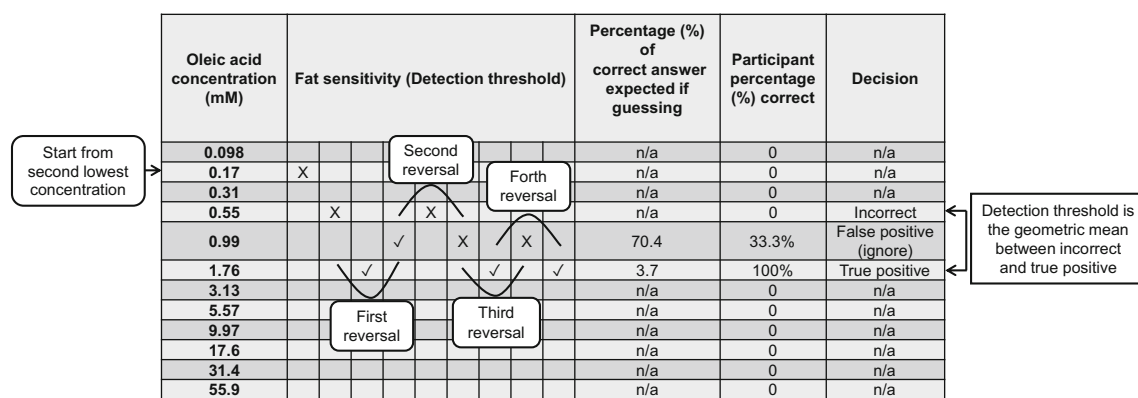 Oleic acid
concentration
(mM)
Fat sensitivity (Detection threshold)
Percentage (%)
of
correct answer
expected if
guessing
Participant
percentage
(%) correct
Decision
Start from
second lowest
concentration
0.098 n/a 0 n/a
0.17 X n/a 0 n/a
0.31 n/a 0 n/a
0.55 X X n/a 0 Incorrect
0.99 ✓ X X 70.4 33.3% False positive
(ignore)
1.76 ✓ ✓ ✓ 3.7 100% True positive
3.13 n/a 0 n/a
5.57 n/a 0 n/a
9.97 n/a 0 n/a
17.6 n/a 0 n/a
31.4 n/a 0 n/a
55.9 n/a 0 n/a
Second
reversal
Forth
reversal
First
reversal
Third
reversal
Detection threshold is
the geometric mean
between incorrect
and true positive